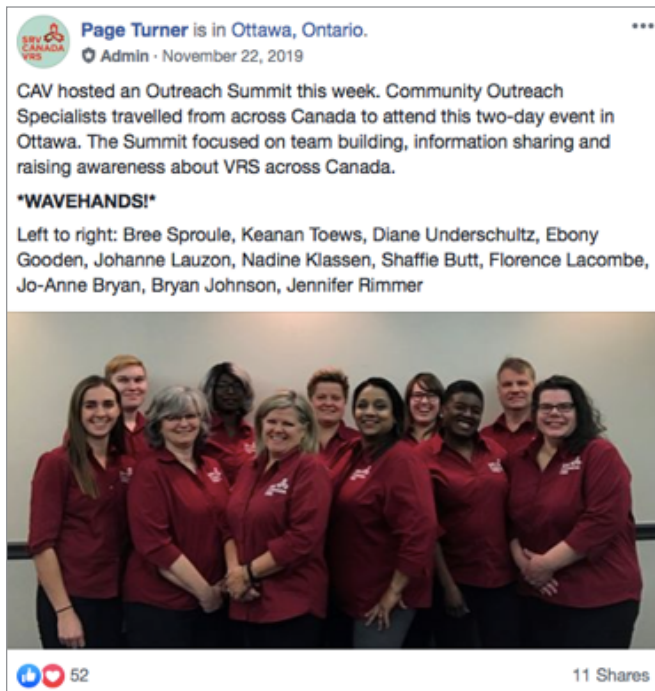 SRV
CANADA
VRS
Page Turner is in Ottawa, Ontario.
Admin · November 22, 2019
CAV hosted an Outreach Summit this week. Community Outreach
Specialists travelled from across Canada to attend this two-day event in
Ottawa. The Summit focused on team building, information sharing and
raising awareness about VRS across Canada.
*WAVEHANDS!*
Left to right: Bree Sproule, Keanan Toews, Diane Underschultz, Ebony
Gooden, Johanne Lauzon, Nadine Klassen, Shaffie Butt, Florence Lacombe,
Jo-Anne Bryan, Bryan Johnson, Jennifer Rimmer
52
11 Shares